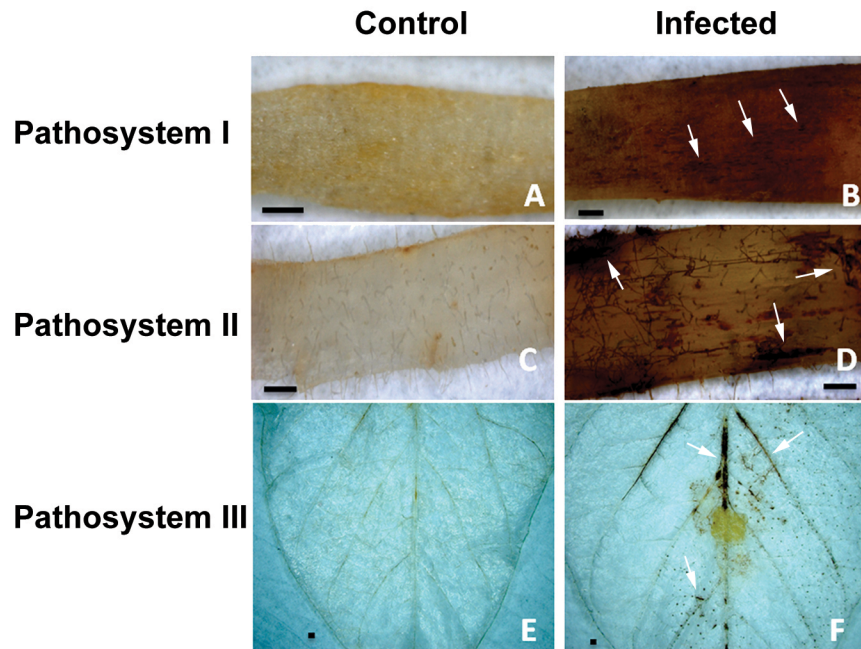 Control Infected
Pathosystem I
A B
Pathosystem II
C D
Pathosystem III
E F